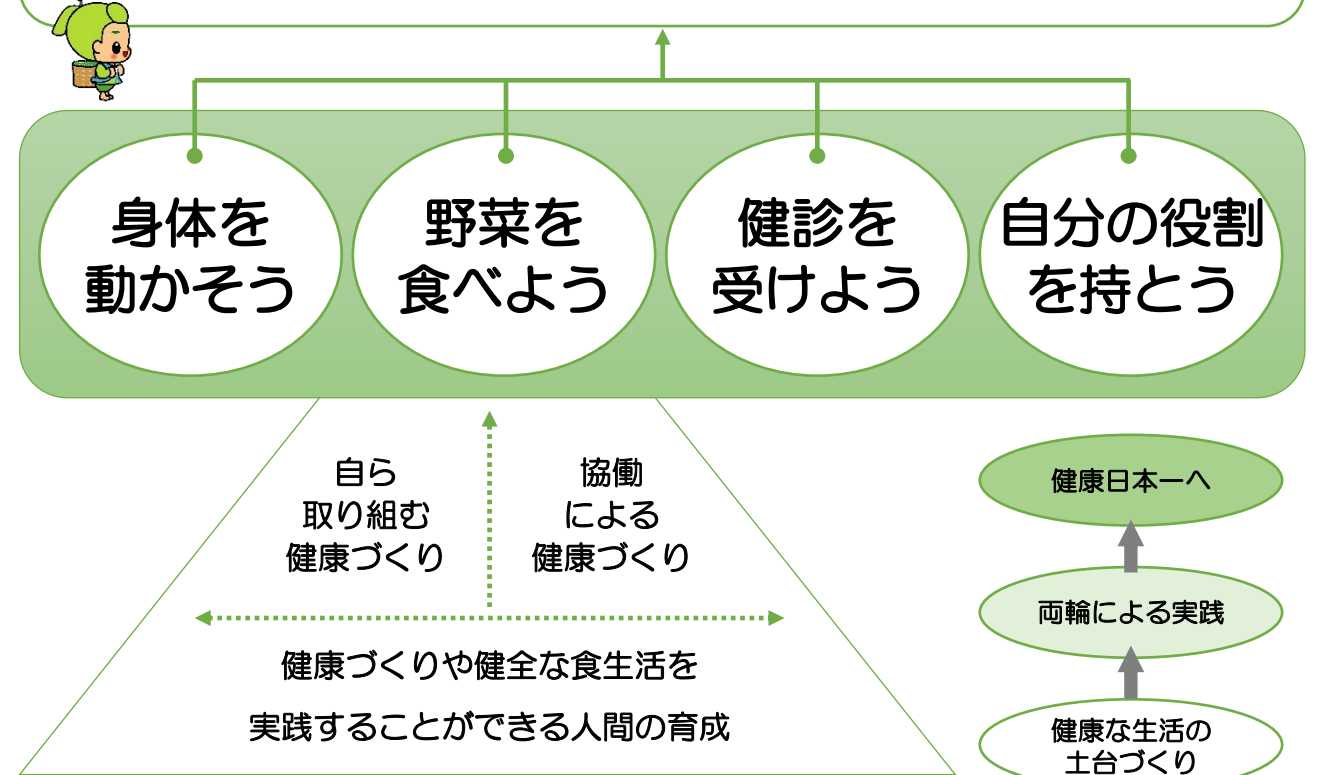 身体を
動かそう
野菜を
食べよう
健診を
受けよう
自分の役割
を持とう
自ら
取り組む
健康づくり
協働
による
健康づくり
健康づくりや健全な食生活を
実践することができる人間の育成
健康日本一へ
両輪による実践
健康な生活の
土台づくり